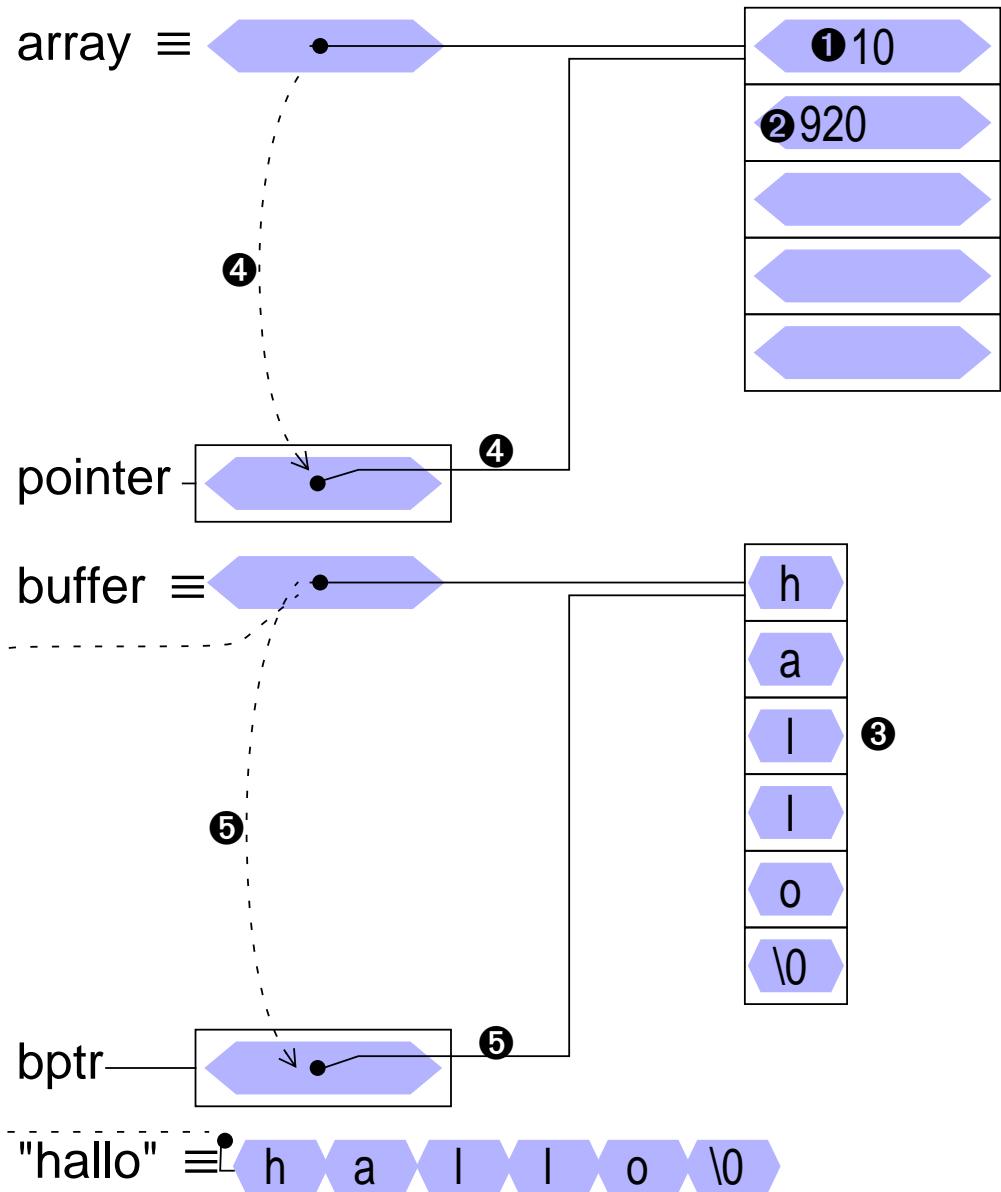 array ≡ ❶10
❷920
❹
pointer ❹
buffer ≡ h
a
l ❸
l
❺
o
\0
bptr ❺
"hallo" ≡ h a l l o \0